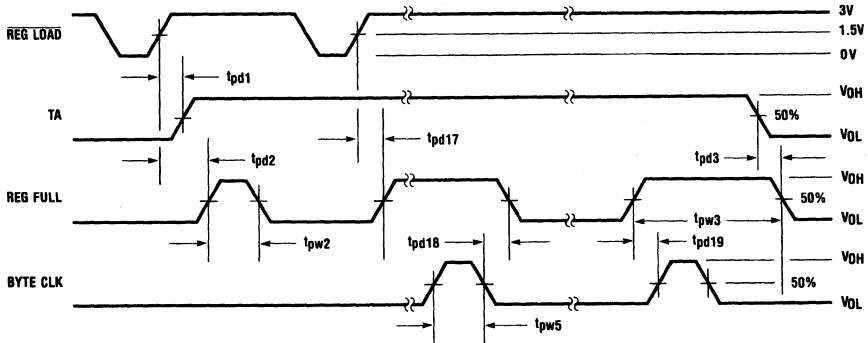 REG LOAD
3V
1.5V
0V
tpd1
TA
VOH
50%
VOL
tpd17
tpd2
tpd3
REG FULL
VOH
50%
VOL
tpw2
tpd18
tpw3
tpd19
BYTE CLK
VOH
50%
VOL
tpw5